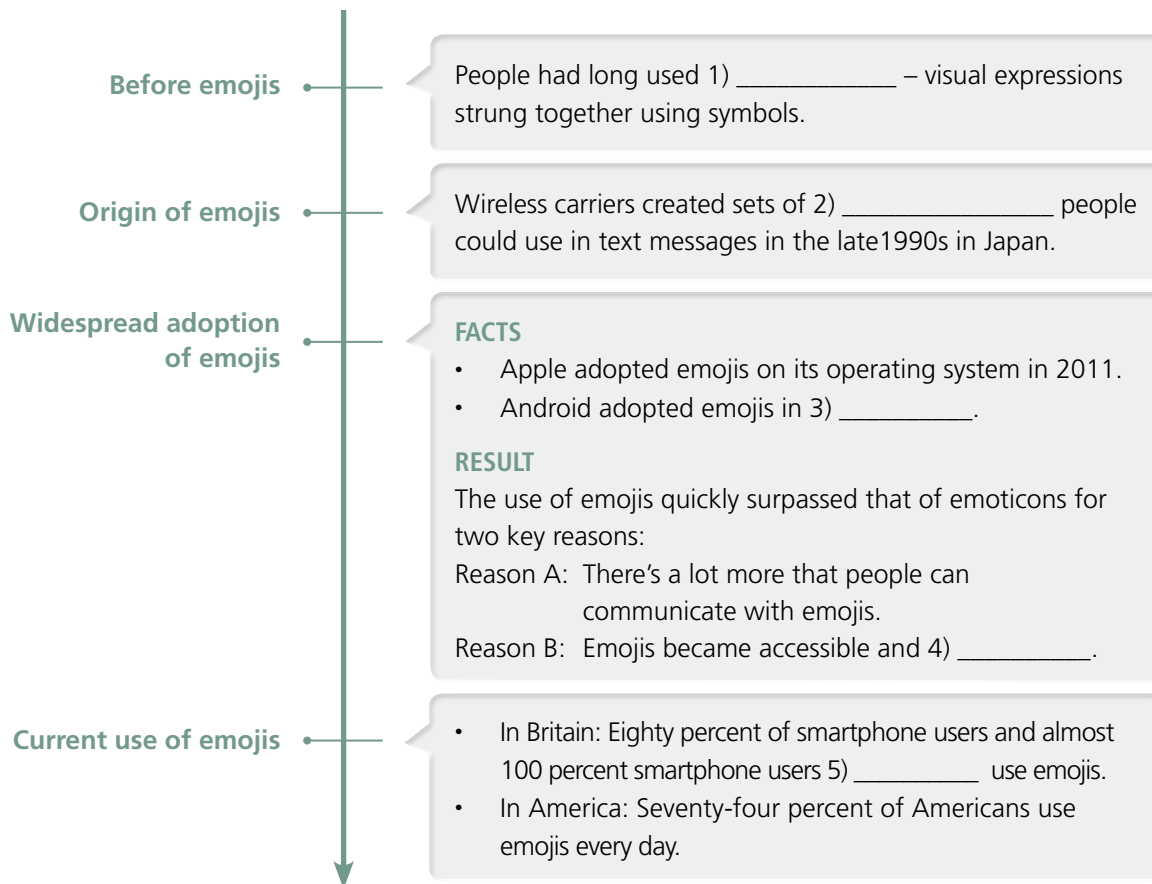 Before emojis
People had long used 1) ____________ – visual expressions
strung together using symbols.
Origin of emojis
Wireless carriers created sets of 2) ________________ people
could use in text messages in the late1990s in Japan.
Widespread adoption
of emojis
FACTS
• Apple adopted emojis on its operating system in 2011.
• Android adopted emojis in 3) __________.
RESULT
The use of emojis quickly surpassed that of emoticons for
two key reasons:
Reason A: There’s a lot more that people can
communicate with emojis.
Reason B: Emojis became accessible and 4) __________.
Current use of emojis
• In Britain: Eighty percent of smartphone users and almost
100 percent smartphone users 5) __________ use emojis.
• In America: Seventy-four percent of Americans use
emojis every day.